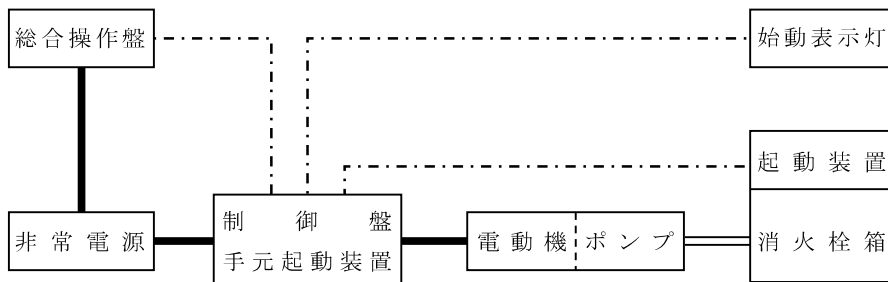 総合操作盤
始動表示灯
起動装置
非常電源
制御盤
手元起動装置
電動機
ポンプ
消火栓箱